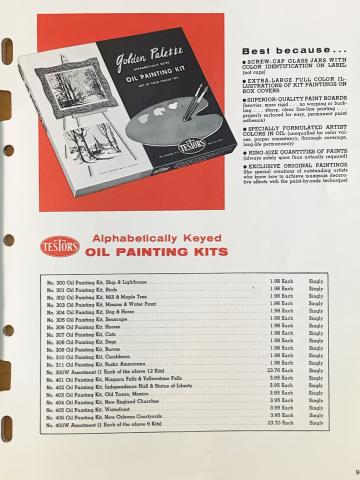 Golden Palette
ALPHABETICALLY KEYED
OIL PAINTING KIT
TESTORS
Best because...
● SCREW-CAP GLASS JARS WITH
COLOR IDENTIFICATION ON LABEL
(not caps)
● EXTRA-LARGE FULL COLOR IL-
LUSTRATIONS OF KIT PAINTINGS ON
BOX COVERS
● SUPERIOR-QUALITY PAINT BOARDS
(heavier, more rigid . . . no warping or buck-
ling . . . sharp, clear fine-line printing . . .
properly surfaced for easy, permanent paint
adhesion)
● SPECIALLY FORMULATED ARTIST
COLORS IN OIL (unequalled for color val-
ues, proper consistency, thorough coverage,
long-life permanency)
● KING-SIZE QUANTITIES OF PAINTS
(always safely more than actually required)
● EXCLUSIVE ORIGINAL PAINTINGS
(the special creations of outstanding artists
who know how to achieve maximum decora-
tive effects with the paint-by-code technique)
TESTORS
Alphabetically Keyed
OIL PAINTING KITS
No. 300 Oil Painting Kit, Ship & Lighthouse 1.98 Each Singly
No. 301 Oil Painting Kit, Birds 1.98 Each Singly
No. 302 Oil Painting Kit, Mill & Maple Tree 1.98 Each Singly
No. 303 Oil Painting Kit, Mission & Water Front 1.98 Each Singly
No. 304 Oil Painting Kit, Dog & Horse 1.98 Each Singly
No. 305 Oil Painting Kit, Seascape 1.98 Each Singly
No. 306 Oil Painting Kit, Horses 1.98 Each Singly
No. 307 Oil Painting Kit, Cats 1.98 Each Singly
No. 308 Oil Painting Kit, Dogs 1.98 Each Singly
No. 309 Oil Painting Kit, Burros 1.98 Each Singly
No. 310 Oil Painting Kit, Caribbeans 1.98 Each Singly
No. 311 Oil Painting Kit, Rustic Americana 1.98 Each Singly
No. 300W Assortment (1 Each of the above 12 Kits) 23.76 Each Singly
No. 401 Oil Painting Kit, Niagara Falls & Yellowstone Falls 3.95 Each Singly
No. 402 Oil Painting Kit, Independence Hall & Statue of Liberty 3.95 Each Singly
No. 403 Oil Painting Kit, Old Taxco, Mexico 3.95 Each Singly
No. 404 Oil Painting Kit, New England Churches 3.95 Each Singly
No. 405 Oil Painting Kit, Waterfront 3.95 Each Singly
No. 406 Oil Painting Kit, New Orleans Courtyards 3.95 Each Singly
No. 400W Assortment (1 Each of the above 6 Kits) 23.70 Each Singly
9